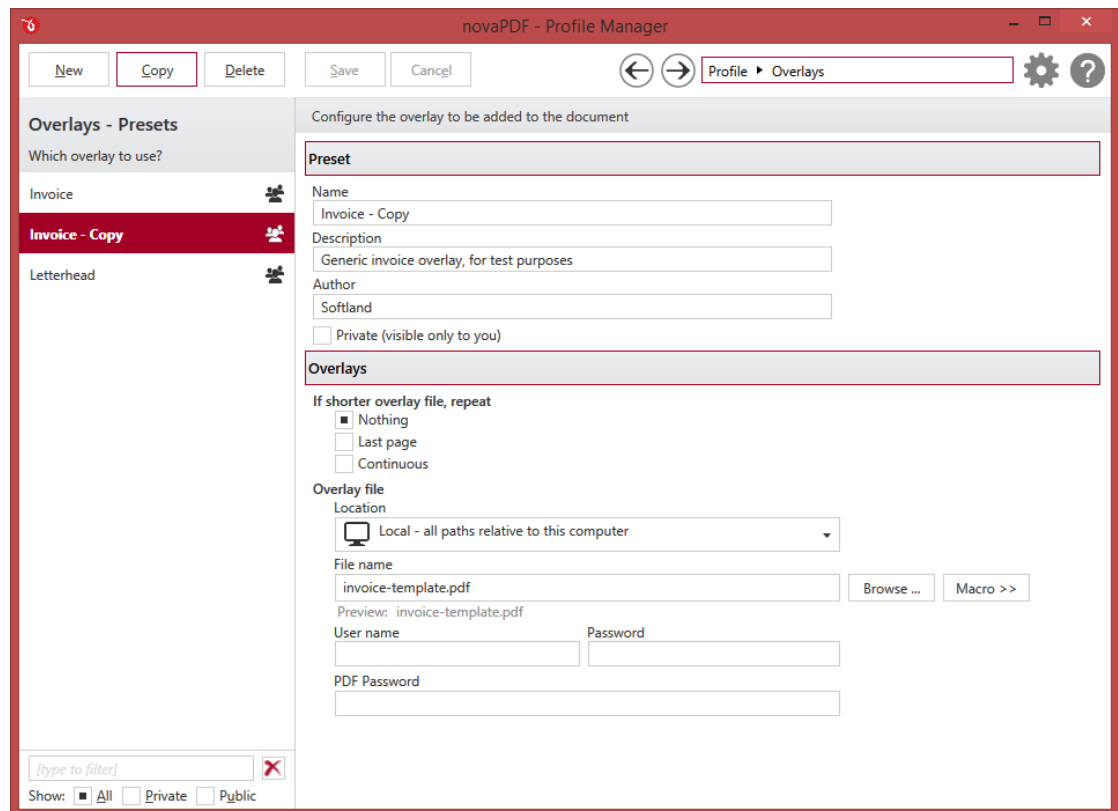 novaPDF - Profile Manager
New Copy Delete Save Cancel Profile Overlays
Overlays - Presets
Which overlay to use?
Invoice
Invoice - Copy
Letterhead
[type to filter]
Show: All Private Public
Configure the overlay to be added to the document
Preset
Name
Invoice - Copy
Description
Generic invoice overlay, for test purposes
Author
Softland
Private (visible only to you)
Overlays
If shorter overlay file, repeat
Nothing
Last page
Continuous
Overlay file
Location
Local - all paths relative to this computer
File name
invoice-template.pdf Browse ... Macro >>
Preview: invoice-template.pdf
User name Password
PDF Password